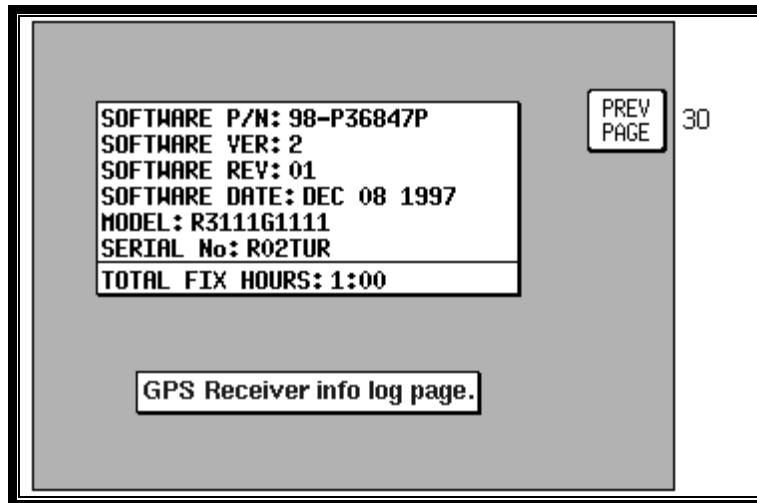 SOFTWARE P/N: 98-P36847P
SOFTWARE VER: 2
SOFTWARE REV: 01
SOFTWARE DATE: DEC 08 1997
MODEL: R3111G1111
SERIAL No: R02TUR
TOTAL FIX HOURS: 1:00
PREV
PAGE
30
GPS Receiver info log page.